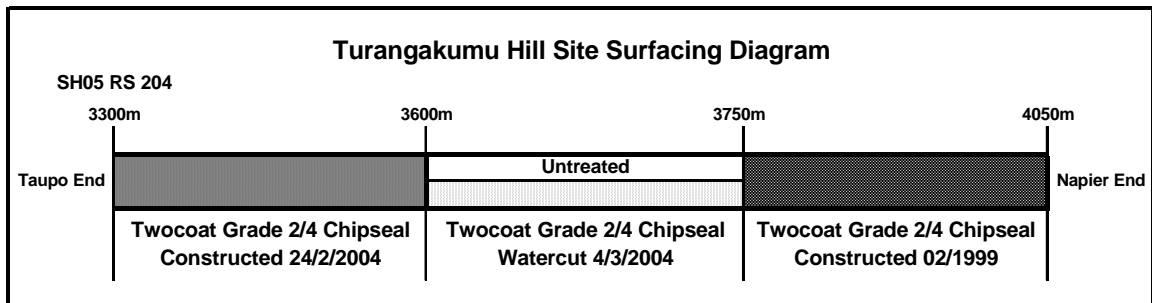 Turangakumu Hill Site Surfacing Diagram
SH05 RS 204
3300m 3600m 3750m 4050m
Taupo End Untreated Napier End
Twocoat Grade 2/4 Chipseal
Constructed 24/2/2004
Twocoat Grade 2/4 Chipseal
Watercut 4/3/2004
Twocoat Grade 2/4 Chipseal
Constructed 02/1999